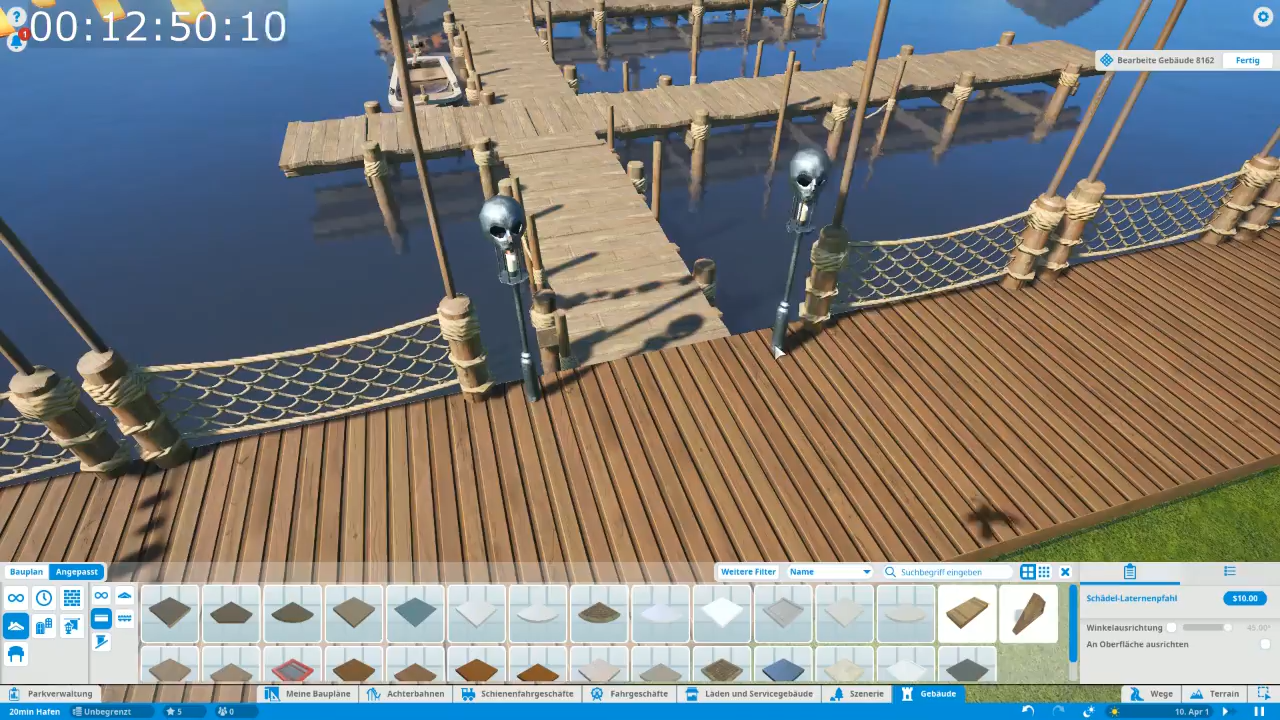 ?
1
00:12:50:10
Bearbeite Gebäude 8162
Fertig
Bauplan
Angepasst
Weitere Filter
Name
Suchbegriff eingeben
Schädel-Laternenpfahl
$10.00
Winkelausrichtung
45.00°
An Oberfläche ausrichten
Parkverwaltung
Meine Baupläne
Achterbahnen
Schienenfahrgeschäfte
Fahrgeschäfte
Läden und Servicegebäude
Szenerie
Gebäude
Wege
Terrain
20min Hafen
Unbegrenzt
5
0
10. Apr 1